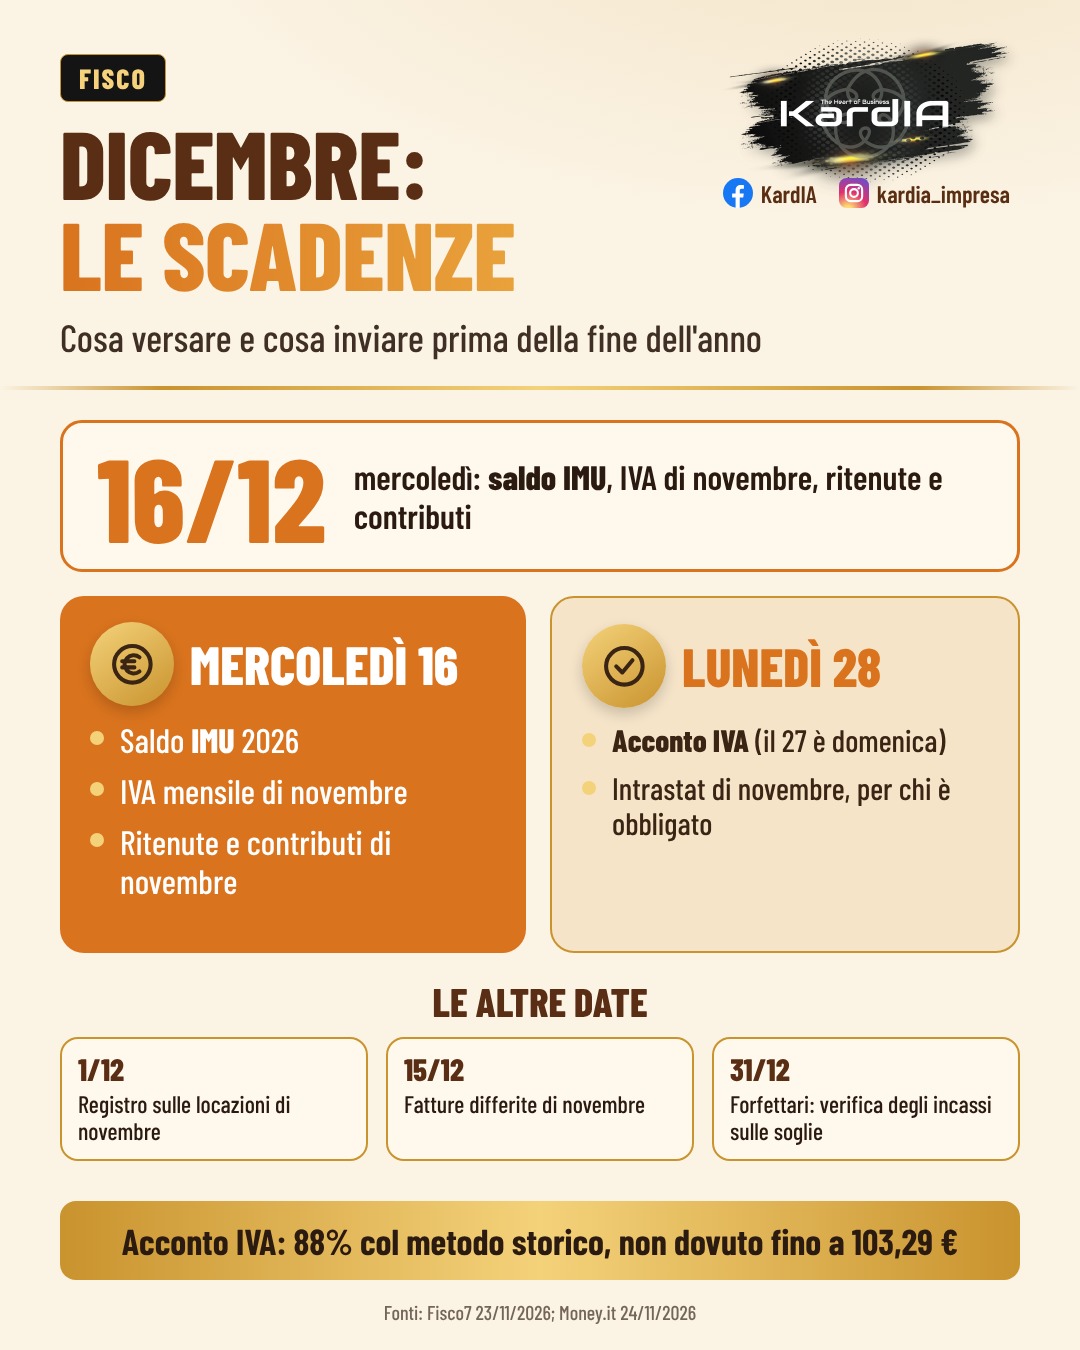 FISCO
The Heart of Business
KardIA
KardIA kardia_impresa
DICEMBRE:
LE SCADENZE
Cosa versare e cosa inviare prima della fine dell'anno
16/12
mercoledì: saldo IMU, IVA di novembre, ritenute e
contributi
MERCOLEDÌ 16
Saldo IMU 2026
IVA mensile di novembre
Ritenute e contributi di
novembre
LUNEDÌ 28
Acconto IVA (il 27 è domenica)
Intrastat di novembre, per chi è
obbligato
LE ALTRE DATE
1/12
Registro sulle locazioni di
novembre
15/12
Fatture differite di novembre
31/12
Forfettari: verifica degli incassi
sulle soglie
Acconto IVA: 88% col metodo storico, non dovuto fino a 103,29 €
Fonti: Fisco7 23/11/2026; Money.it 24/11/2026